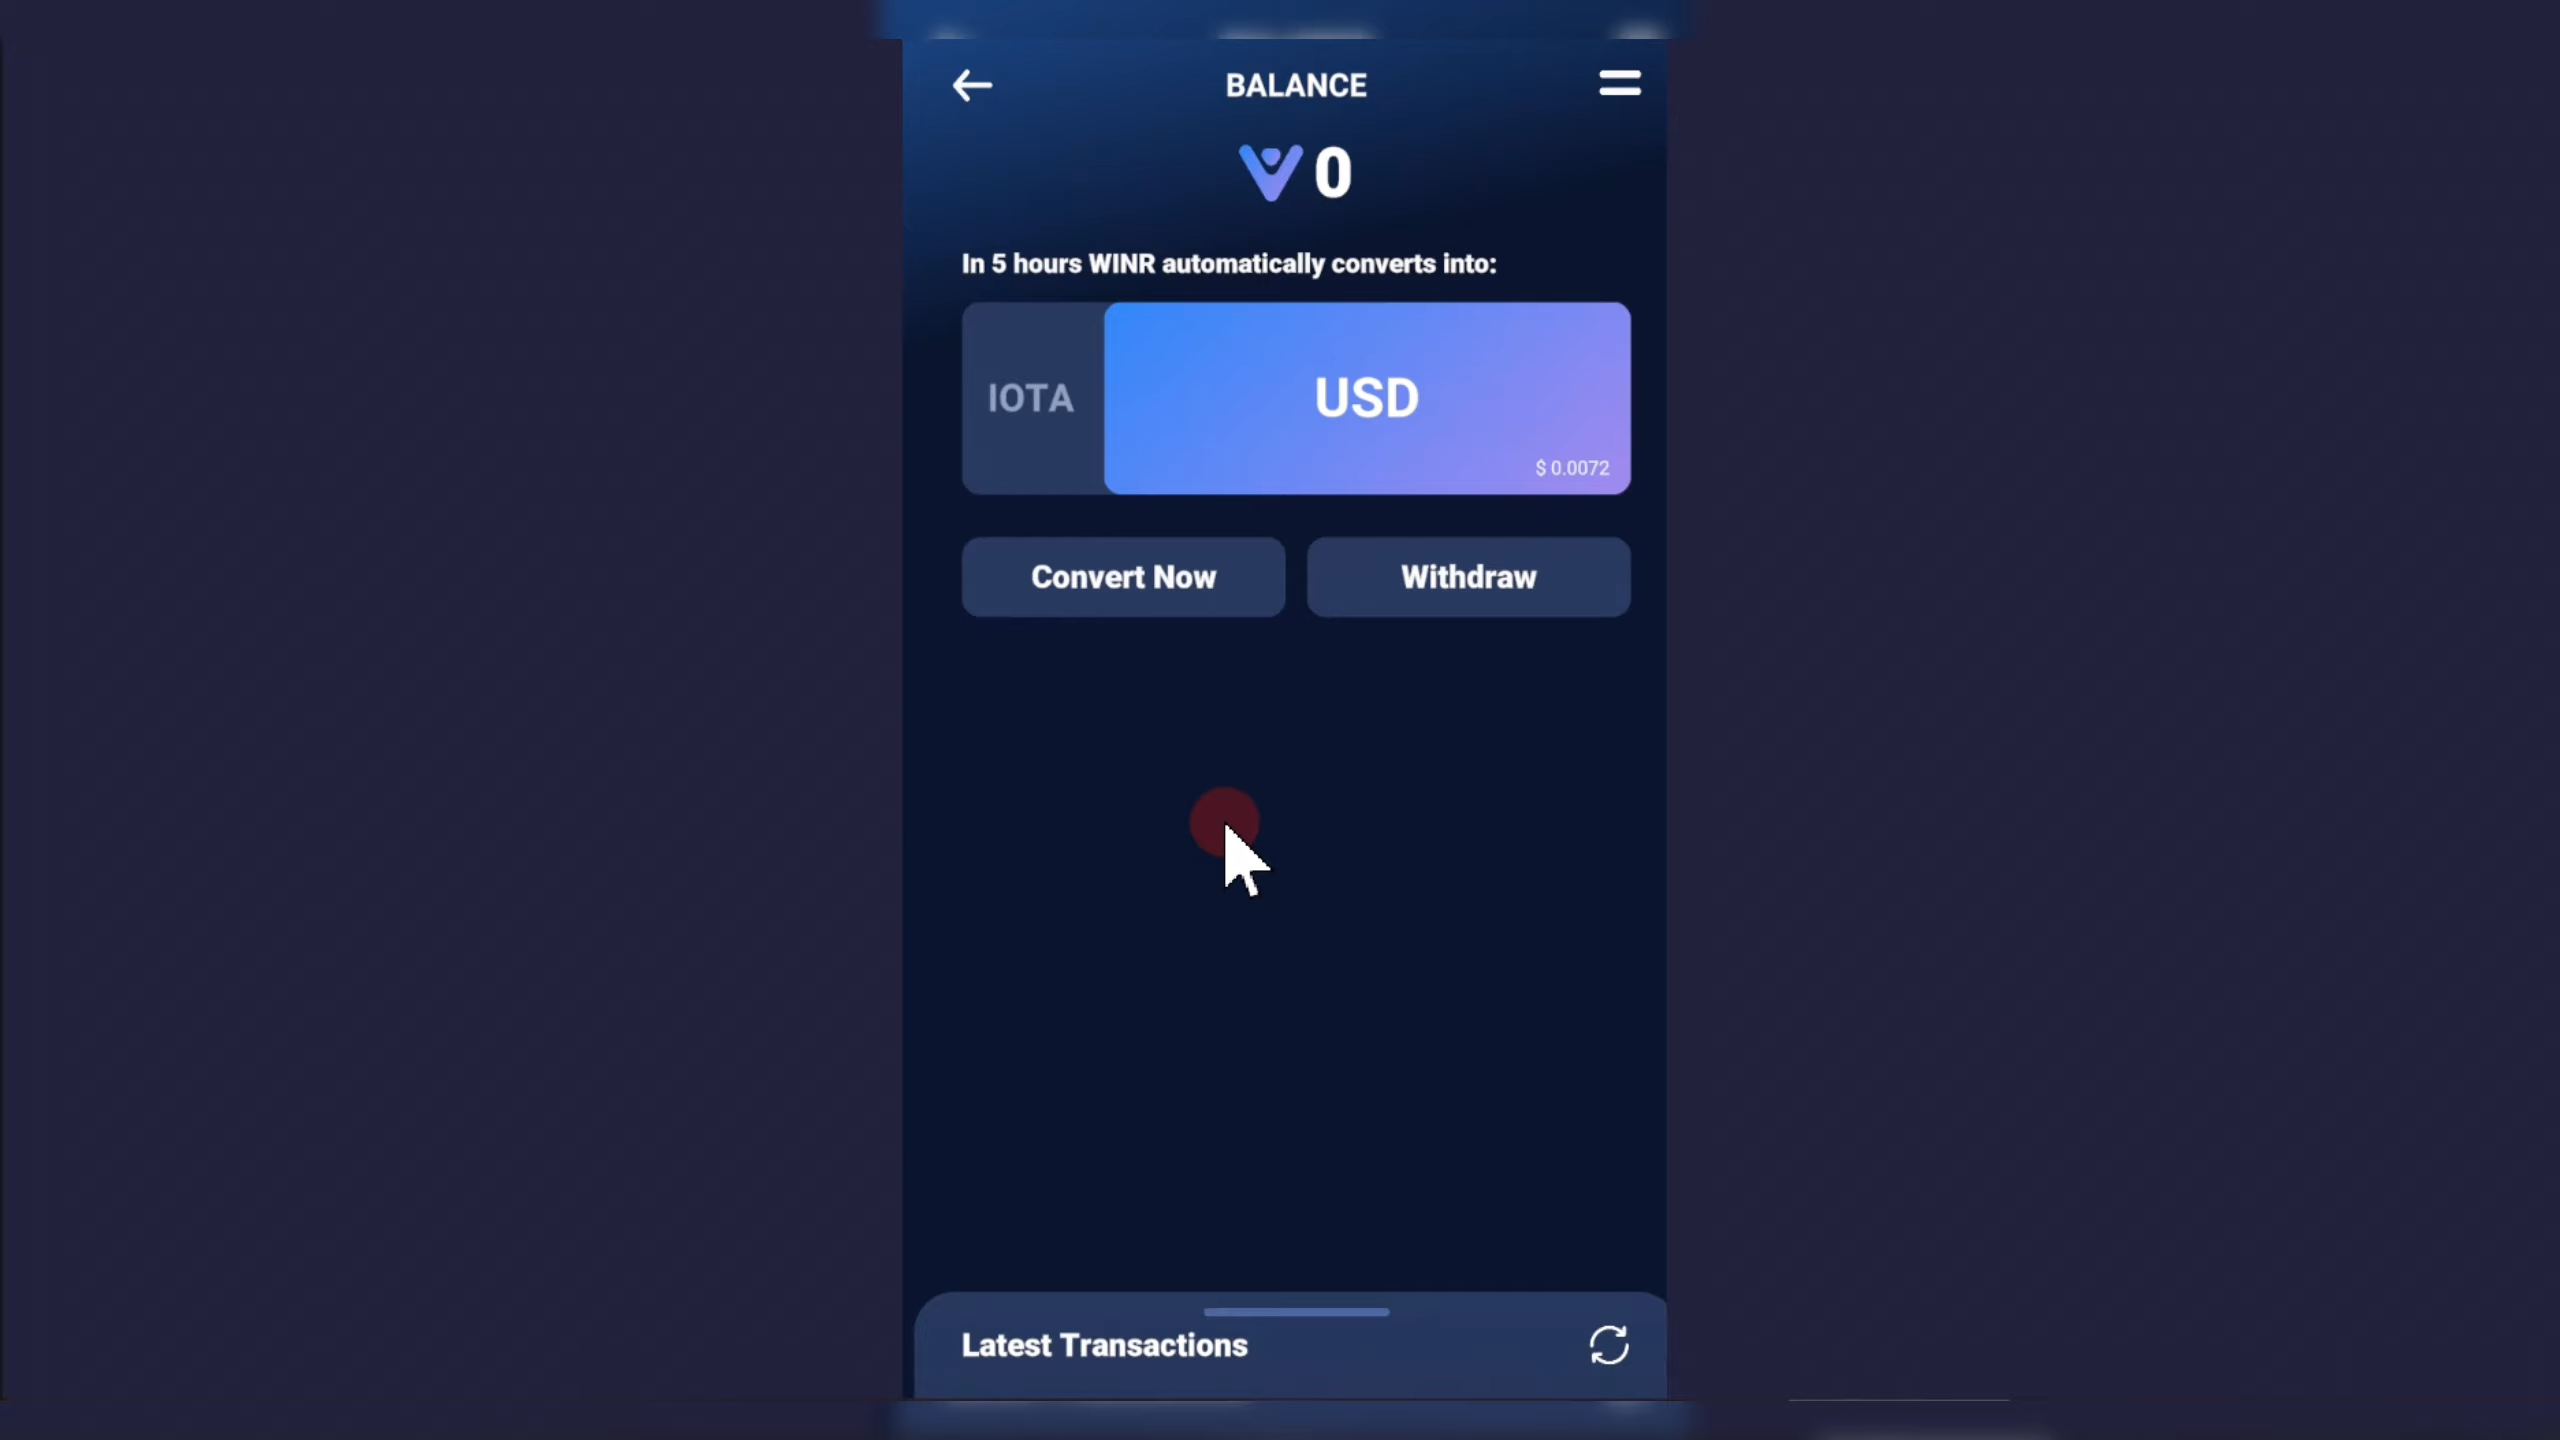 BALANCE
0
In 5 hours WINR automatically converts into:
IOTA
USD
$ 0.0072
Convert Now
Withdraw
Latest Transactions